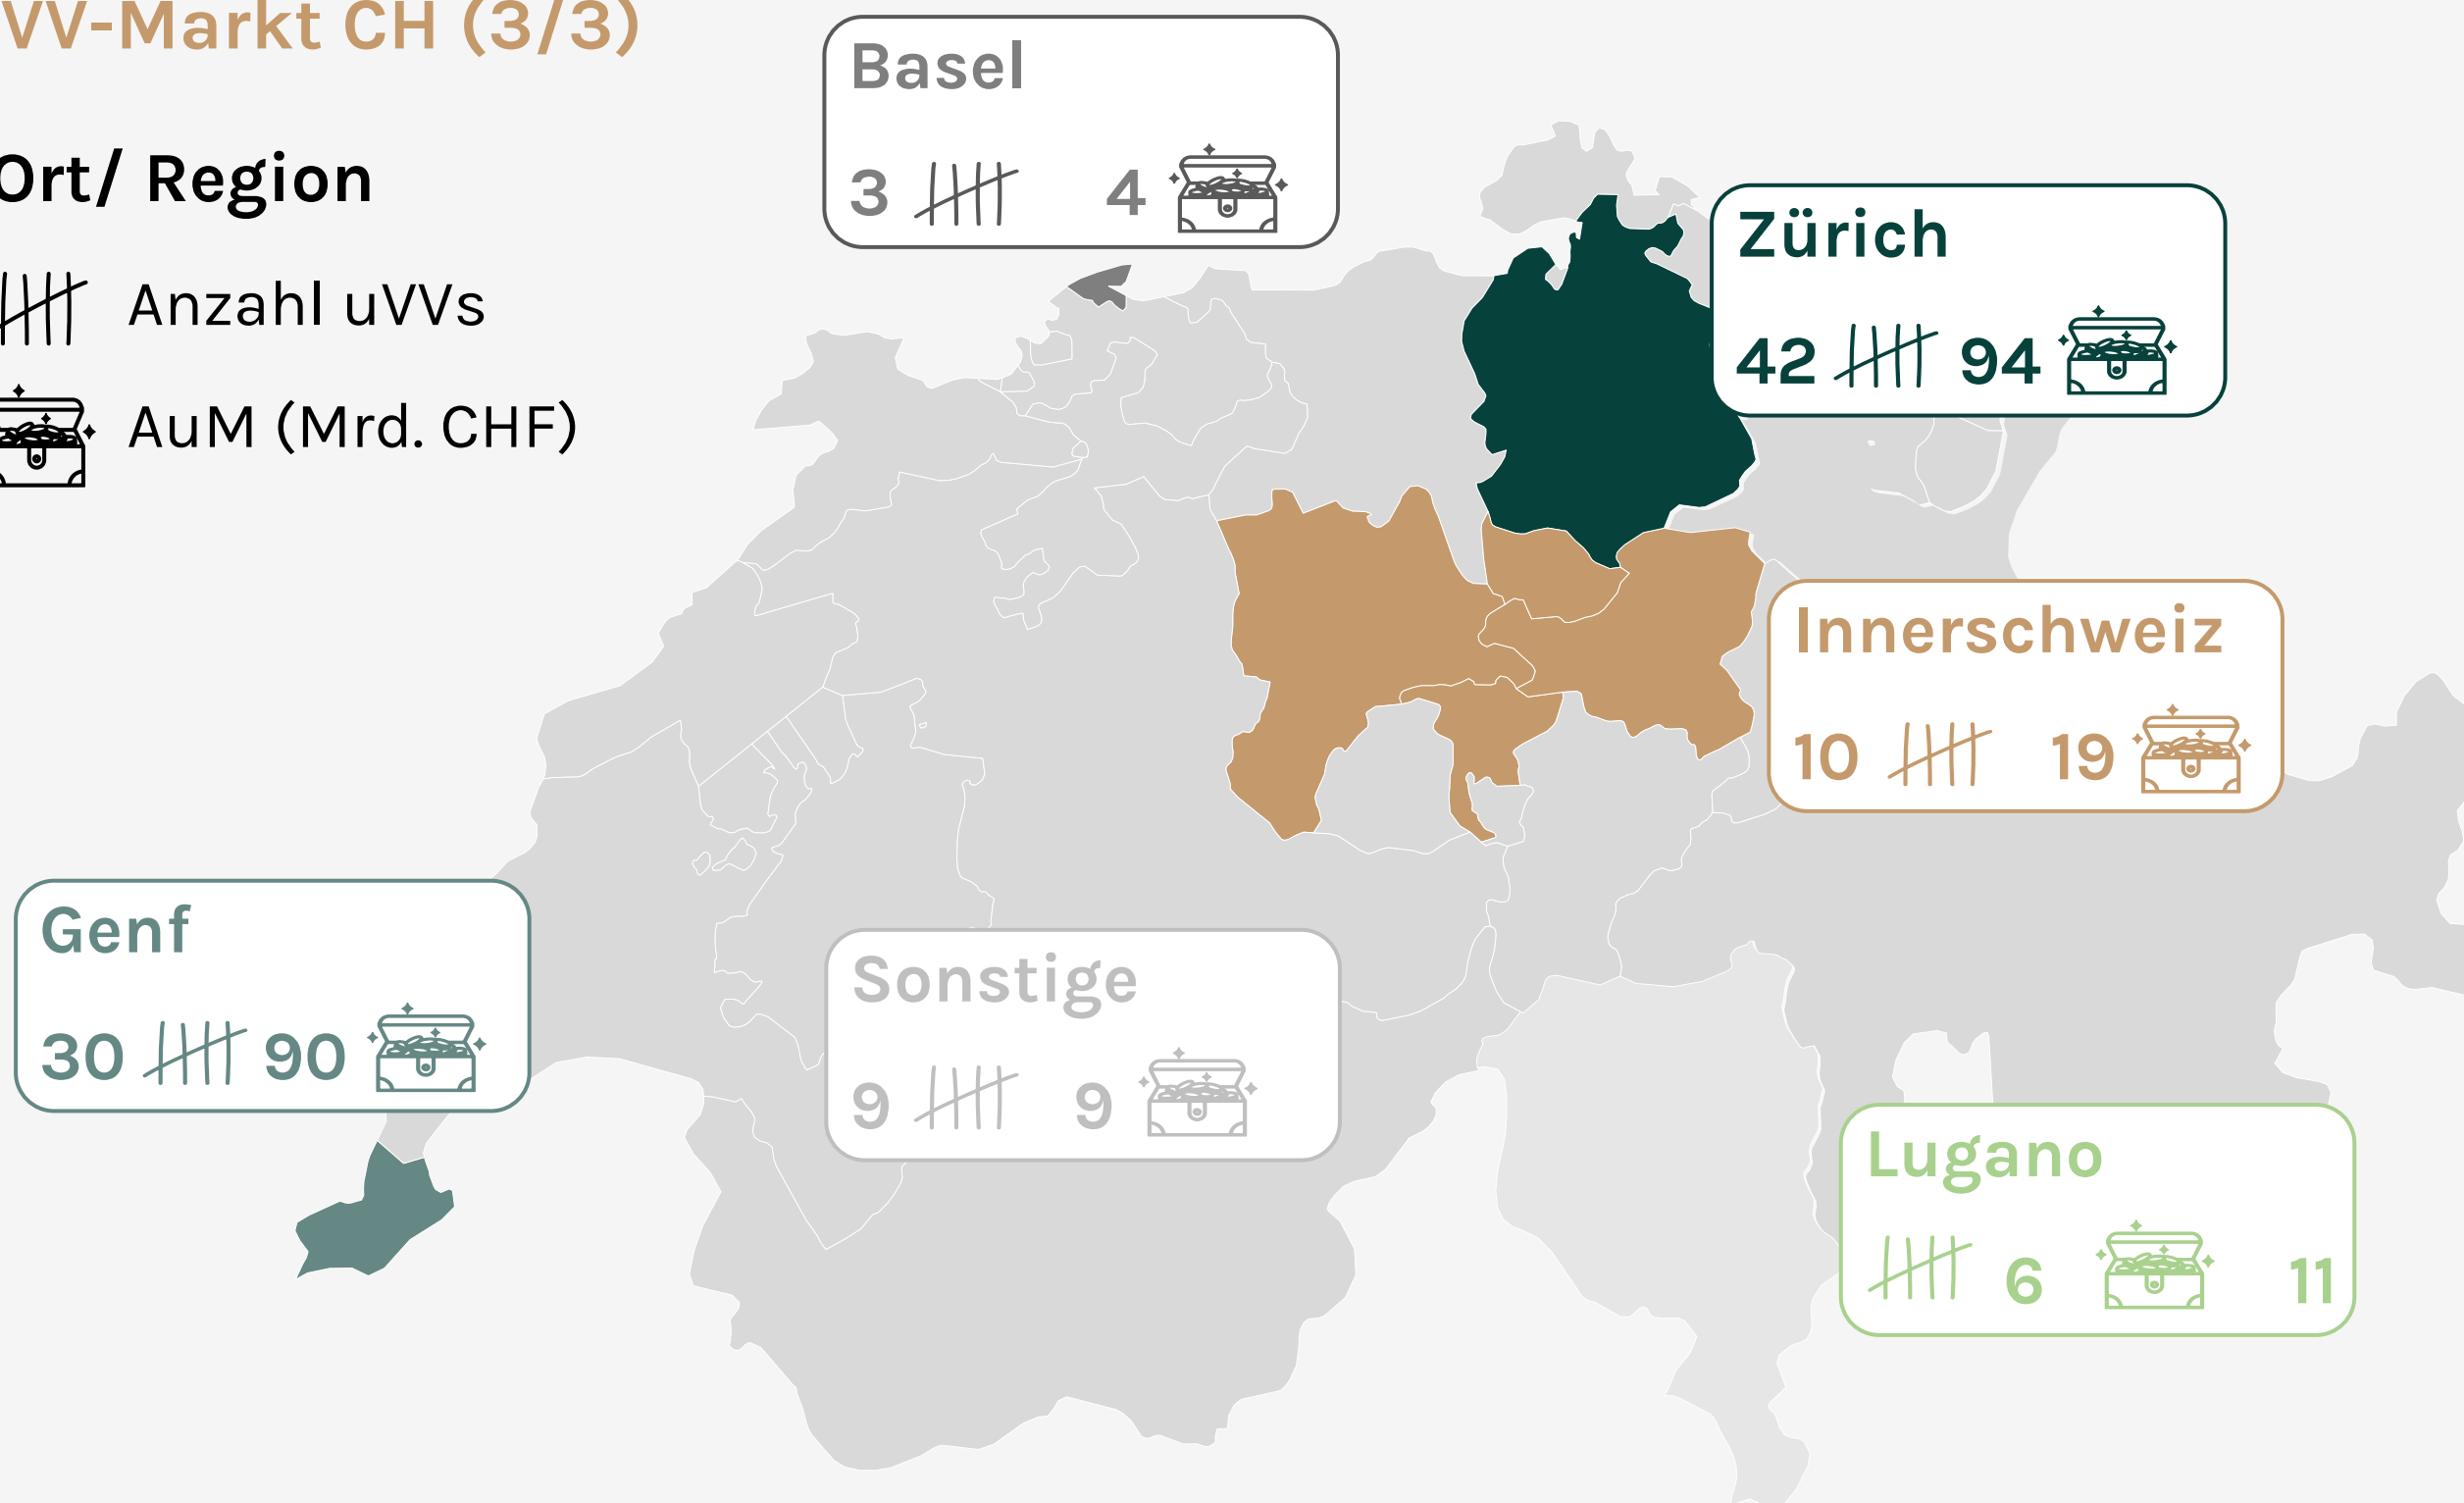 VV-Markt CH (3/3)
Ort/ Region
Anzahl uVVs
AuM (Mrd. CHF)
Basel
3 4
Zürich
42 94
Innerschweiz
10 19
Genf
30 90
Sonstige
9 9
Lugano
6 11